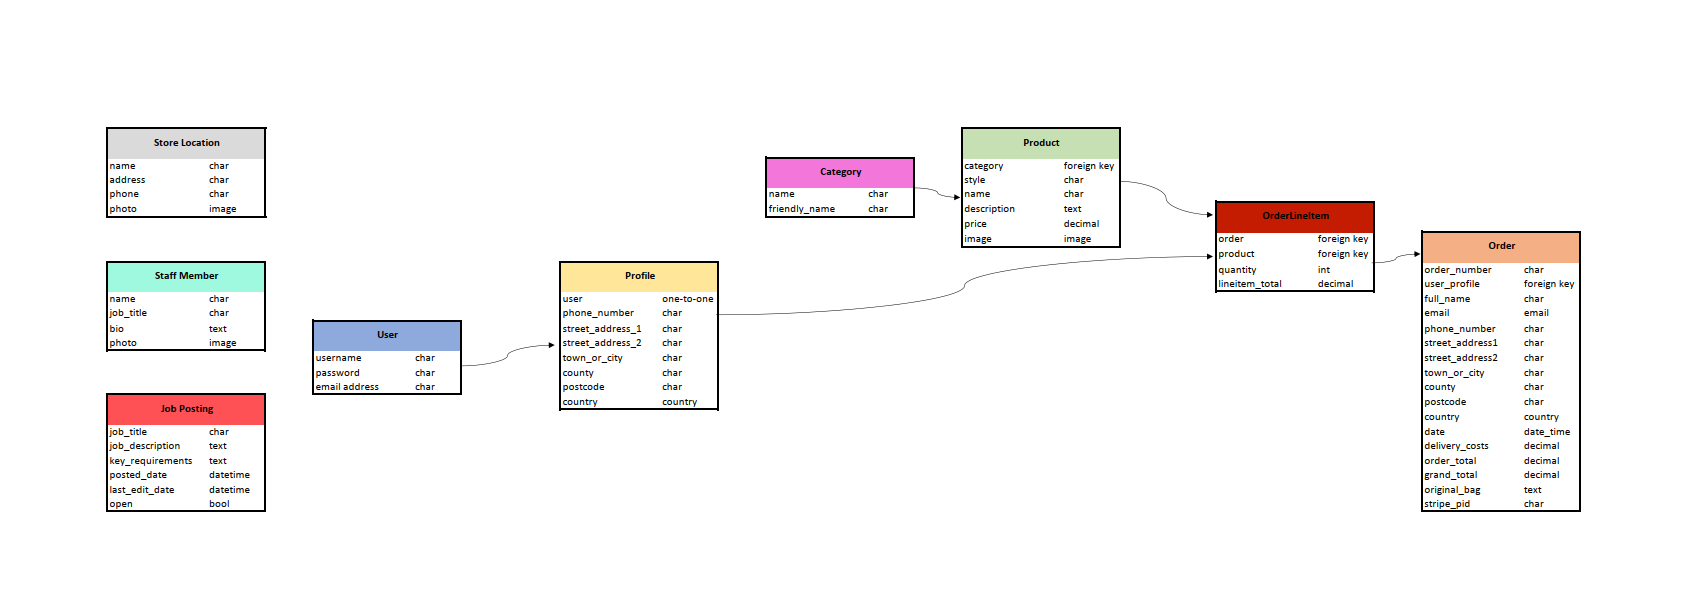 Store Location
name char
address char
phone char
photo image
Staff Member
name char
job_title char
bio text
photo image
Job Posting
job_title char
job_description text
key_requirements text
posted_date datetime
last_edit_date datetime
open bool
User
username char
password char
email address char
Profile
user one-to-one
phone_number char
street_address_1 char
street_address_2 char
town_or_city char
county char
postcode char
country country
Category
name char
friendly_name char
Product
category foreign key
style char
name char
description text
price decimal
image image
OrderLineItem
order foreign key
product foreign key
quantity int
lineitem_total decimal
Order
order_number char
user_profile foreign key
full_name char
email email
phone_number char
street_address1 char
street_address2 char
town_or_city char
county char
postcode char
country country
date date_time
delivery_costs decimal
order_total decimal
grand_total decimal
original_bag text
stripe_pid char